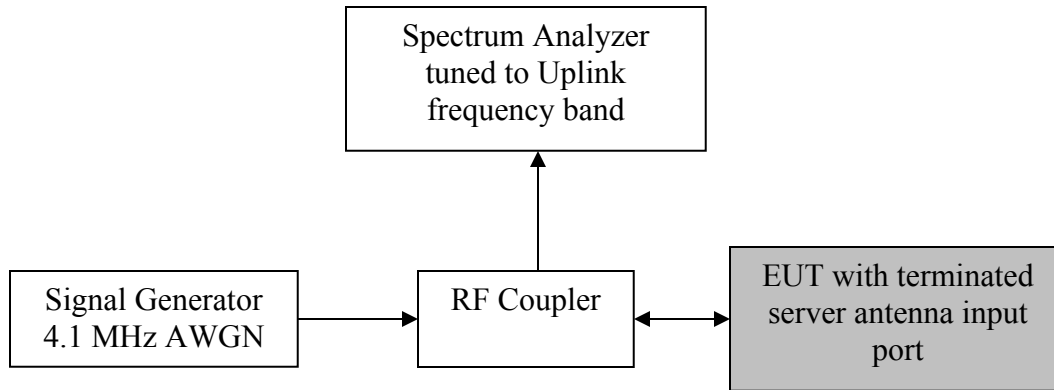 Spectrum Analyzer
tuned to Uplink
frequency band
Signal Generator
4.1 MHz AWGN
RF Coupler
EUT with terminated
server antenna input
port